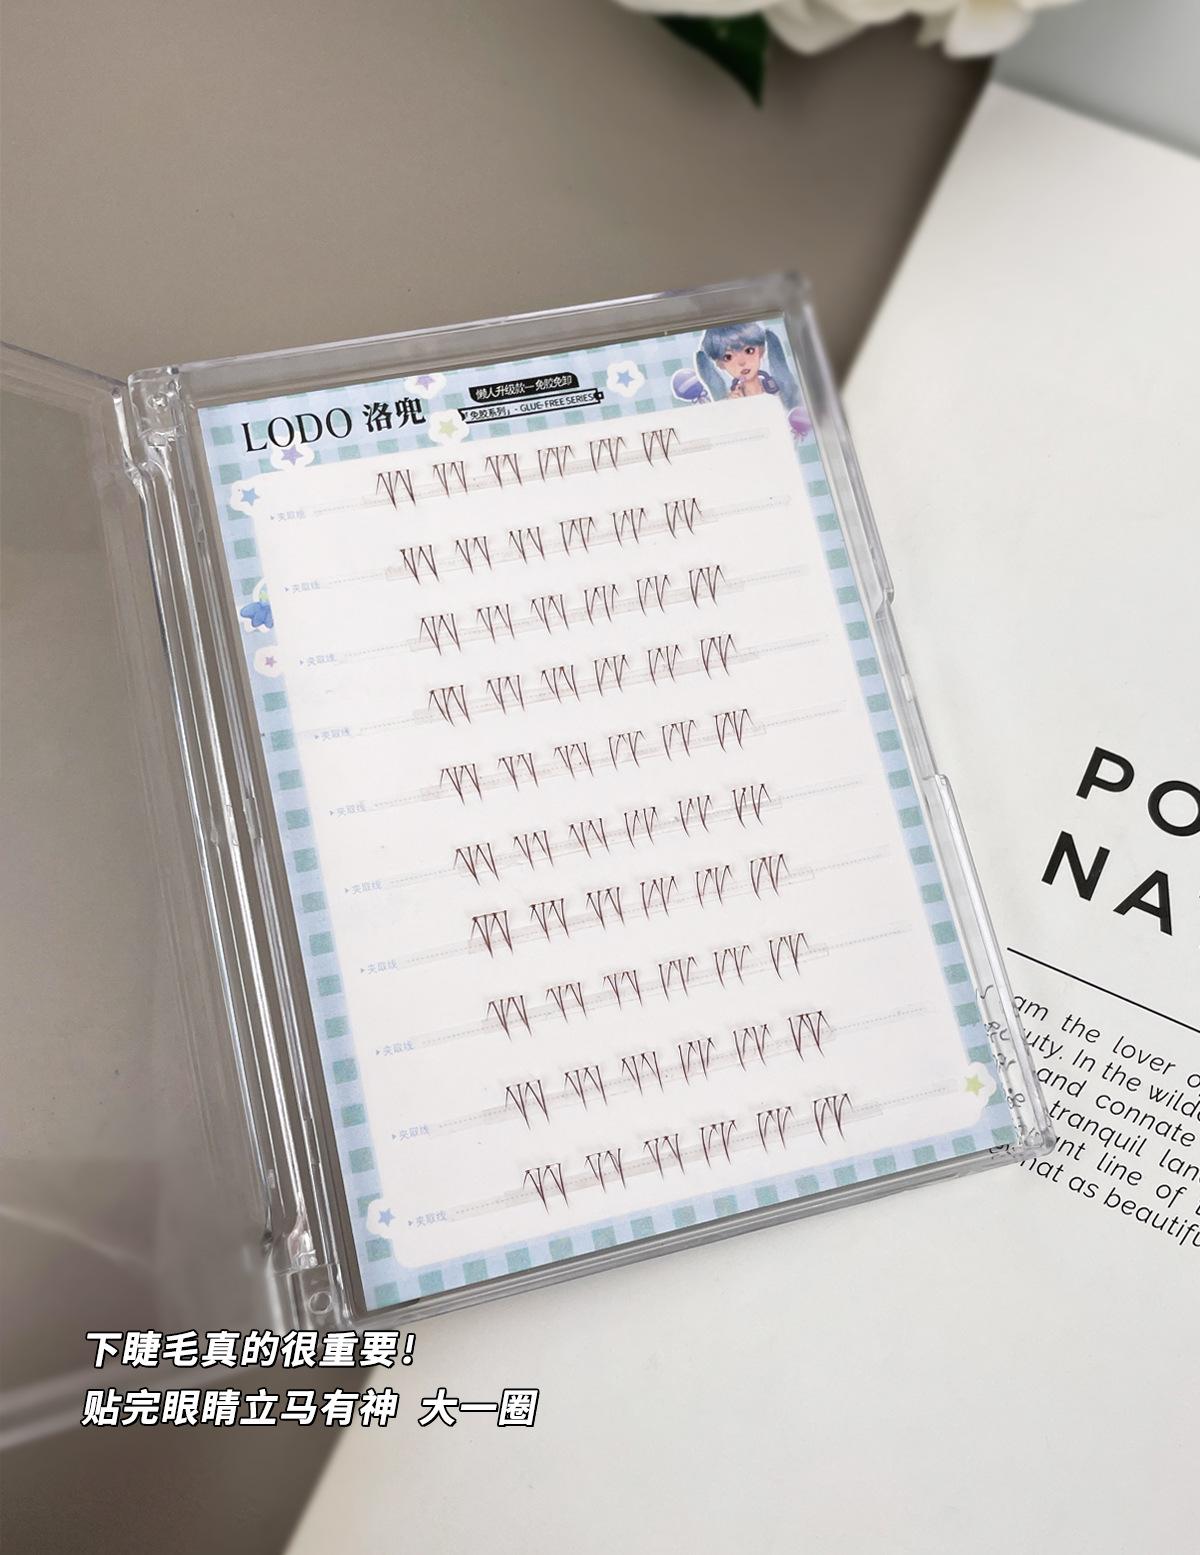 LODO 洛兜
懒人升级款一免胶免卸
「免胶系列」- GLUE-FREE SERIES
夹取线
夹取线
夹取线
夹取线
夹取线
夹取线
夹取线
夹取线
夹取线
夹取线
PO
NA
am the lover o
uty. In the wild
and connate
tranquil lan
ant line of
hat as beautifu
下睫毛真的很重要!
贴完眼睛立马有神 大一圈